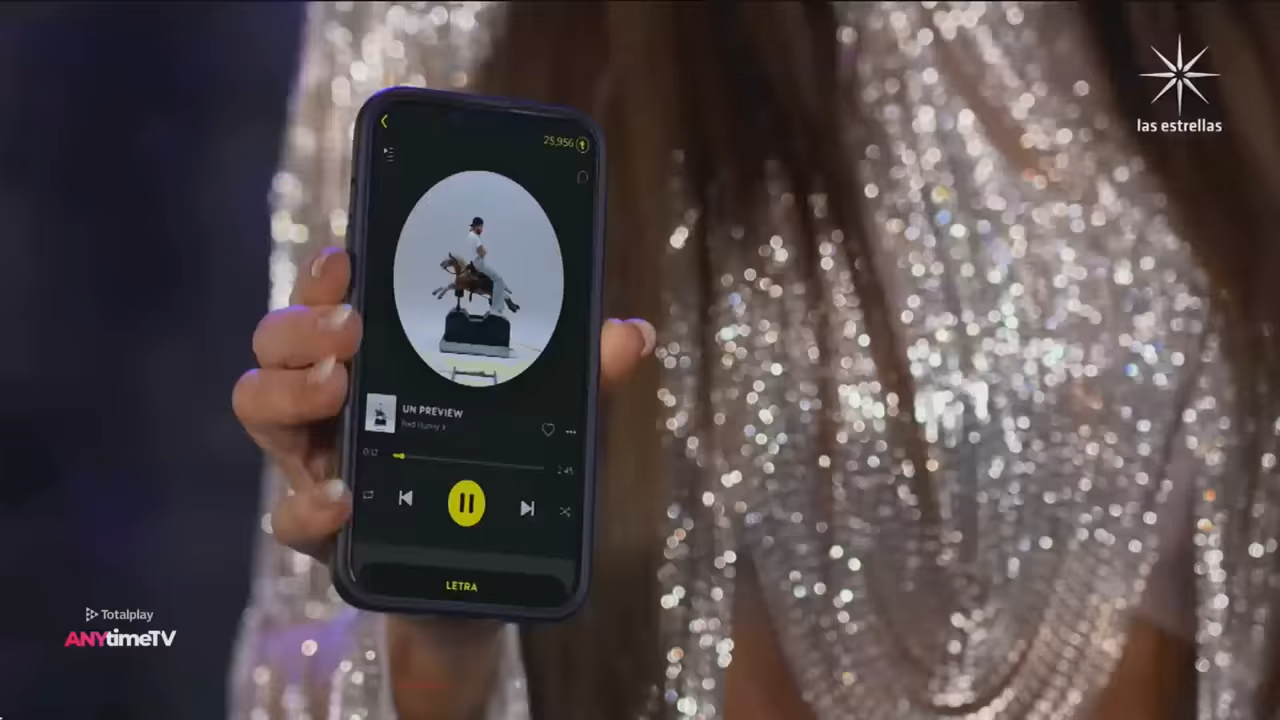 las estrellas
25,956
UN PREVIEW
Bad Bunny
0:12
2:45
LETRA
Totalplay
ANYtimeTV